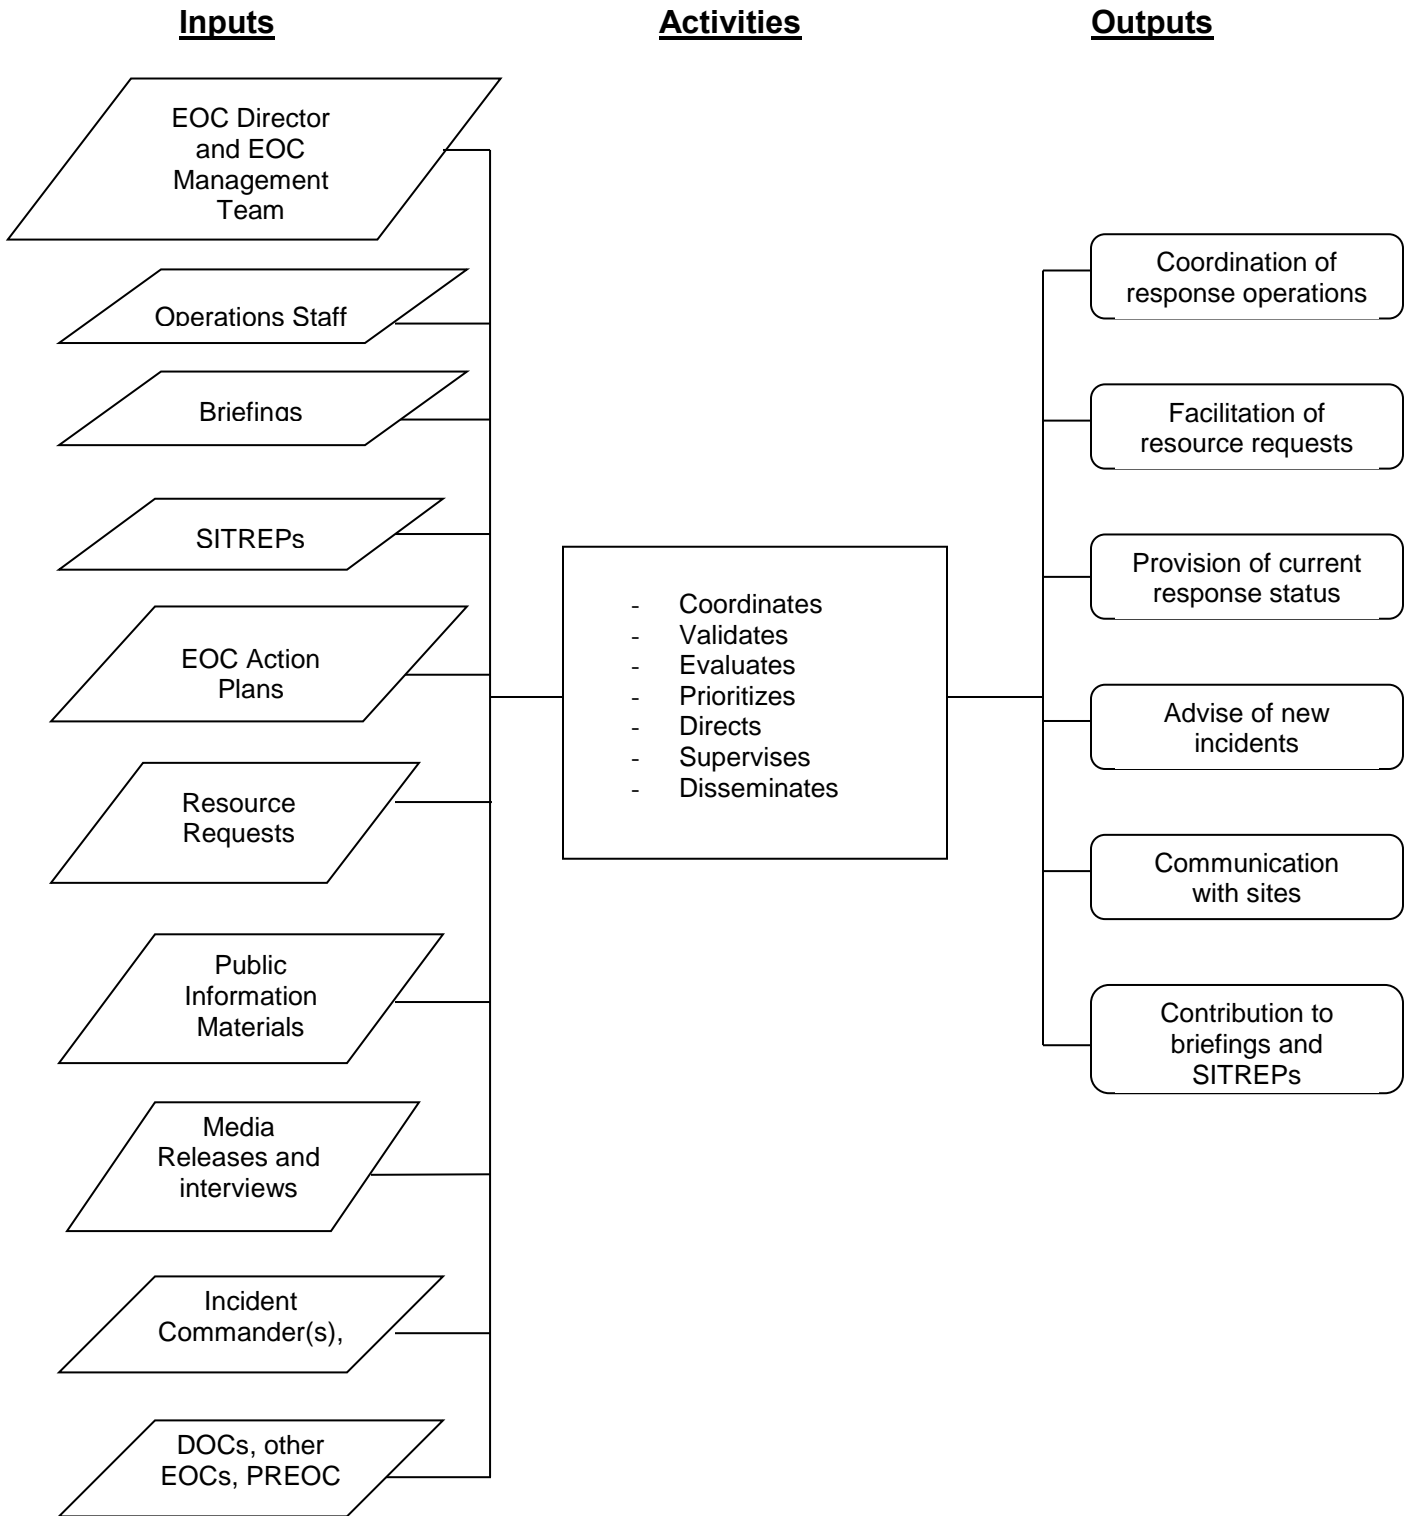 Inputs
Activities
Outputs
EOC Director
and EOC
Management
Team
Operations Staff
Briefings
SITREPs
EOC Action
Plans
Resource
Requests
Public
Information
Materials
Media
Releases and
interviews
Incident
Commander(s),
DOCs, other
EOCs, PREOC
- Coordinates
- Validates
- Evaluates
- Prioritizes
- Directs
- Supervises
- Disseminates
Coordination of
response operations
Facilitation of
resource requests
Provision of current
response status
Advise of new
incidents
Communication
with sites
Contribution to
briefings and
SITREPs